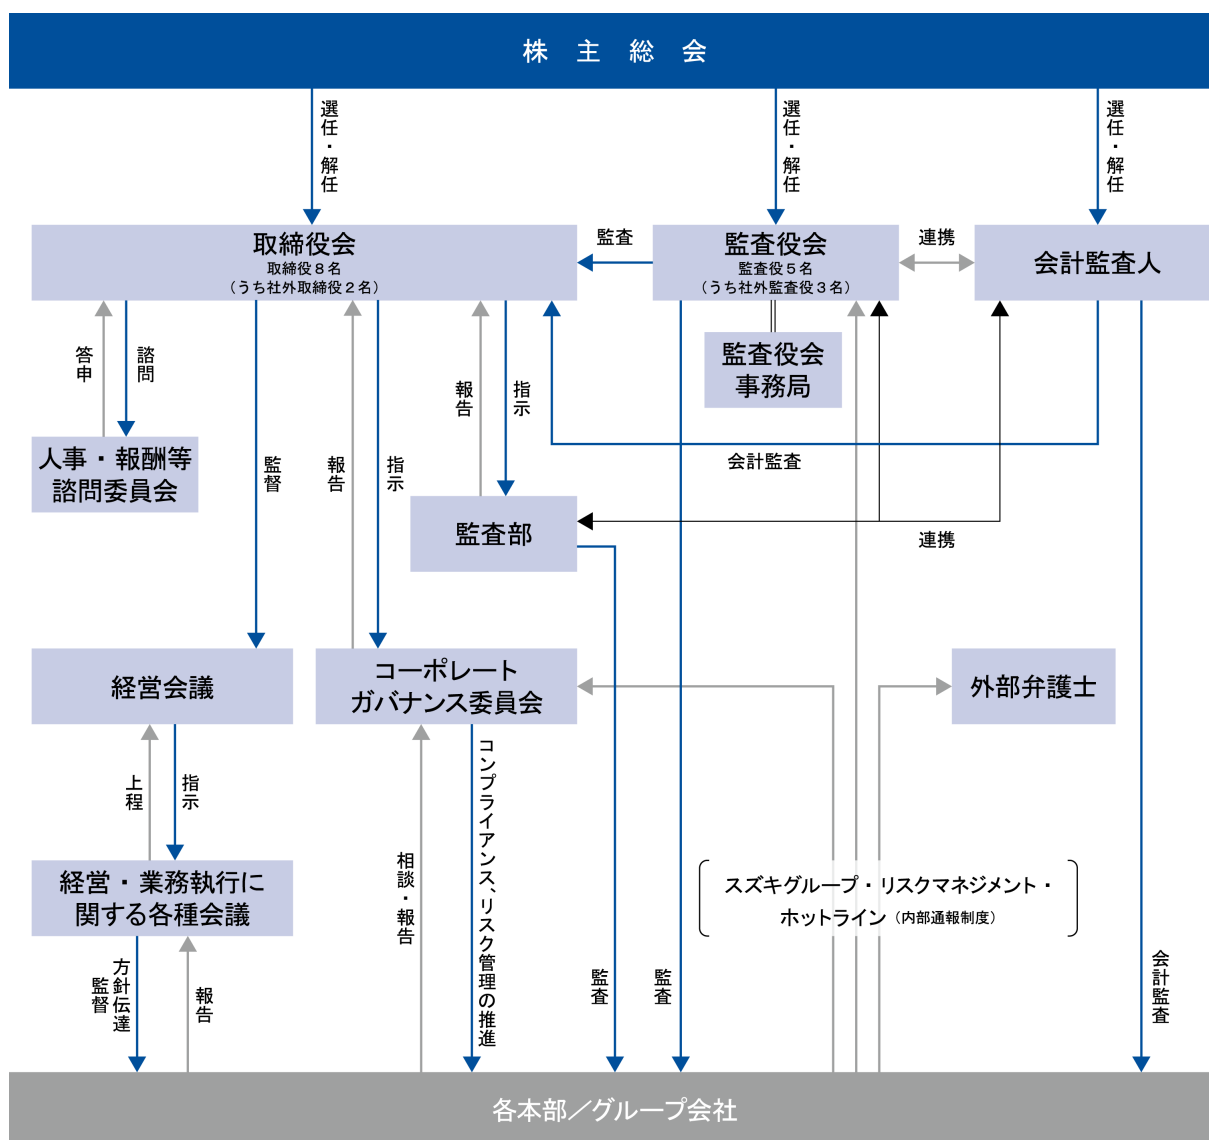 株主総会
選任・解任
選任・解任
選任・解任
取締役会
取締役８名
（うち社外取締役２名）
監査
監査役会
監査役５名
（うち社外監査役３名）
連携
会計監査人
監査役会
事務局
答申
諮問
報告
指示
監督
報告
指示
会計監査
人事・報酬等
諮問委員会
監査部
連携
経営会議
コーポレート
ガバナンス委員会
外部弁護士
上程
指示
コンプライアンス、リスク管理の推進
相談・報告
経営・業務執行に
関する各種会議
スズキグループ・リスクマネジメント・
ホットライン（内部通報制度）
方針伝達
監督
報告
監査
監査
会計監査
各本部／グループ会社